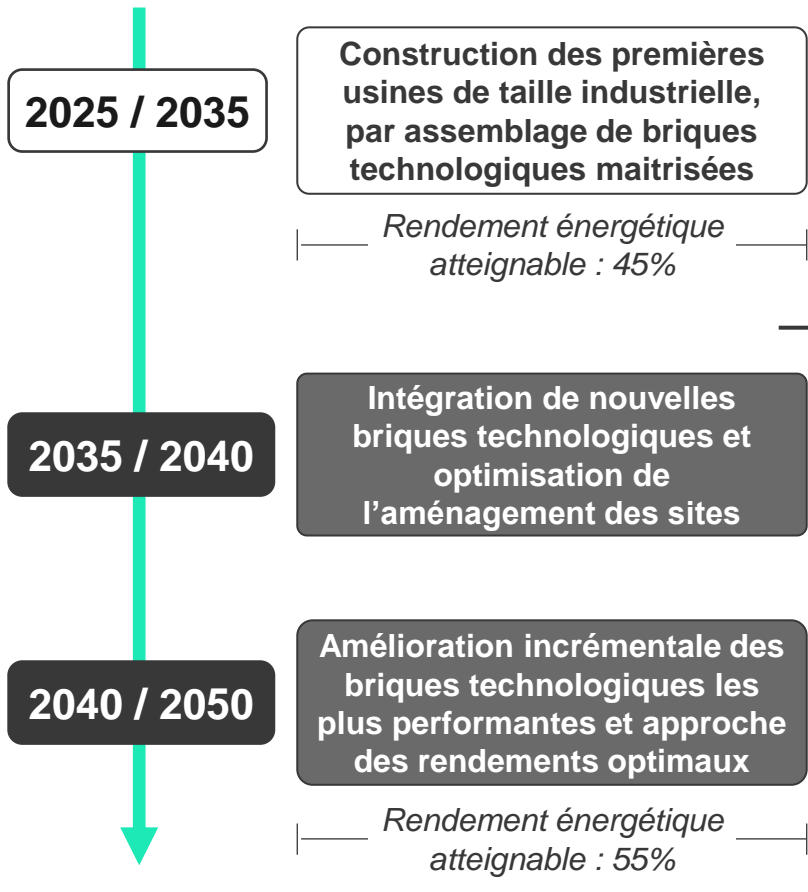 2025 / 2035
Construction des premières
usines de taille industrielle,
par assemblage de briques
technologiques maitrisées
Rendement énergétique
atteignable : 45%
2035 / 2040
Intégration de nouvelles
briques technologiques et
optimisation de
l’aménagement des sites
2040 / 2050
Amélioration incrémentale des
briques technologiques les
plus performantes et approche
des rendements optimaux
Rendement énergétique
atteignable : 55%